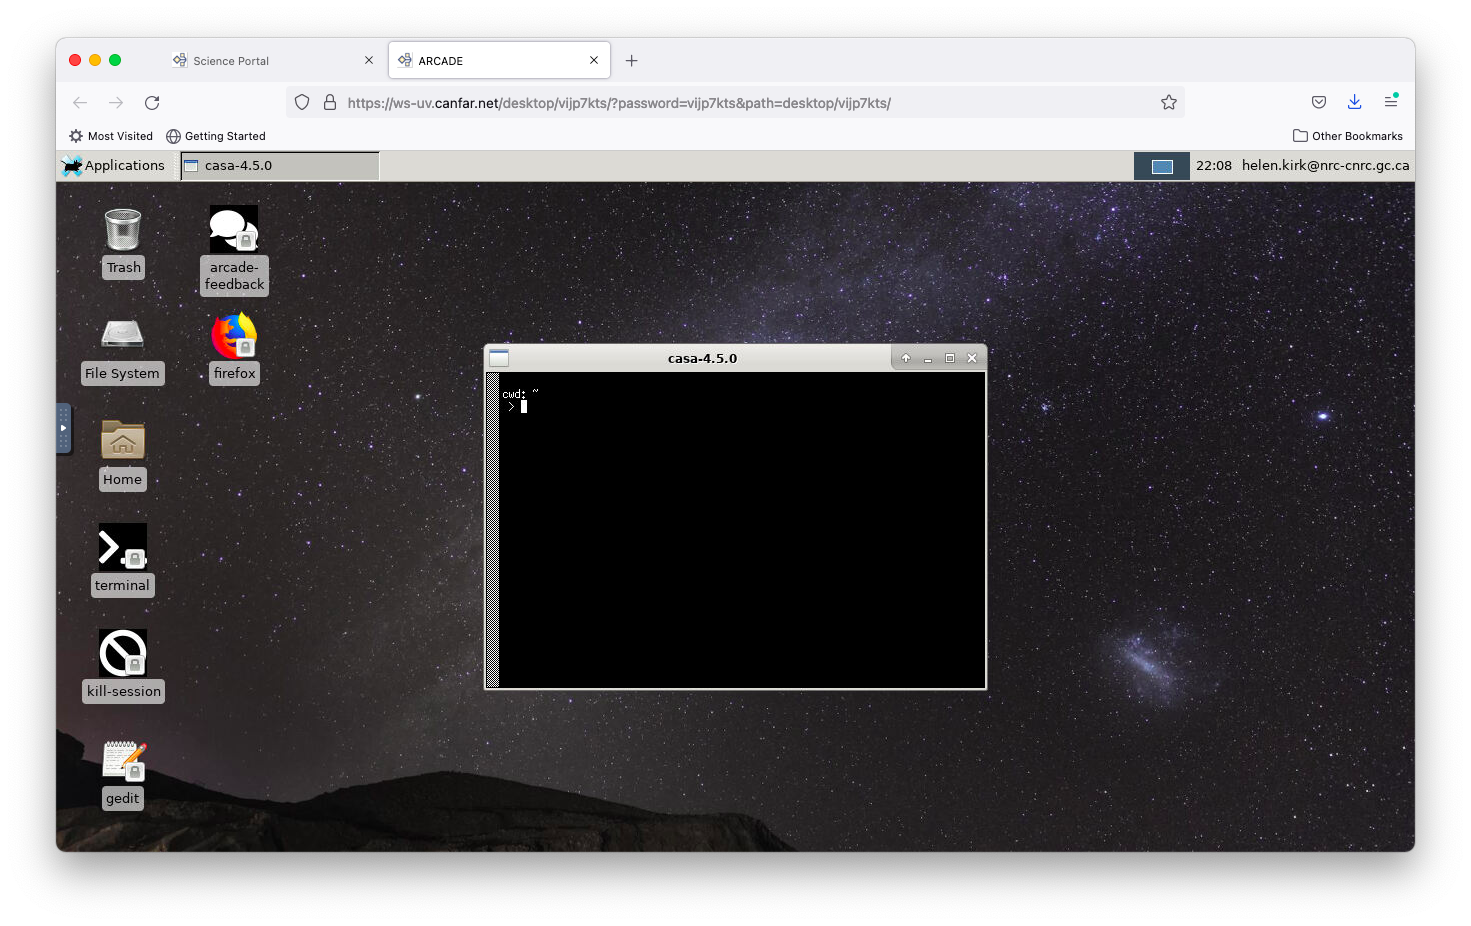 Science Portal
ARCADE
https://ws-uv.canfar.net/desktop/vijp7kts/?password=vijp7kts&path=desktop/vijp7kts/
Most Visited
Getting Started
Other Bookmarks
Applications
casa-4.5.0
22:08
helen.kirk@nrc-cnrc.gc.ca
Trash
arcade-
feedback
File System
firefox
casa-4.5.0
cwd: ~
>
Home
terminal
kill-session
gedit